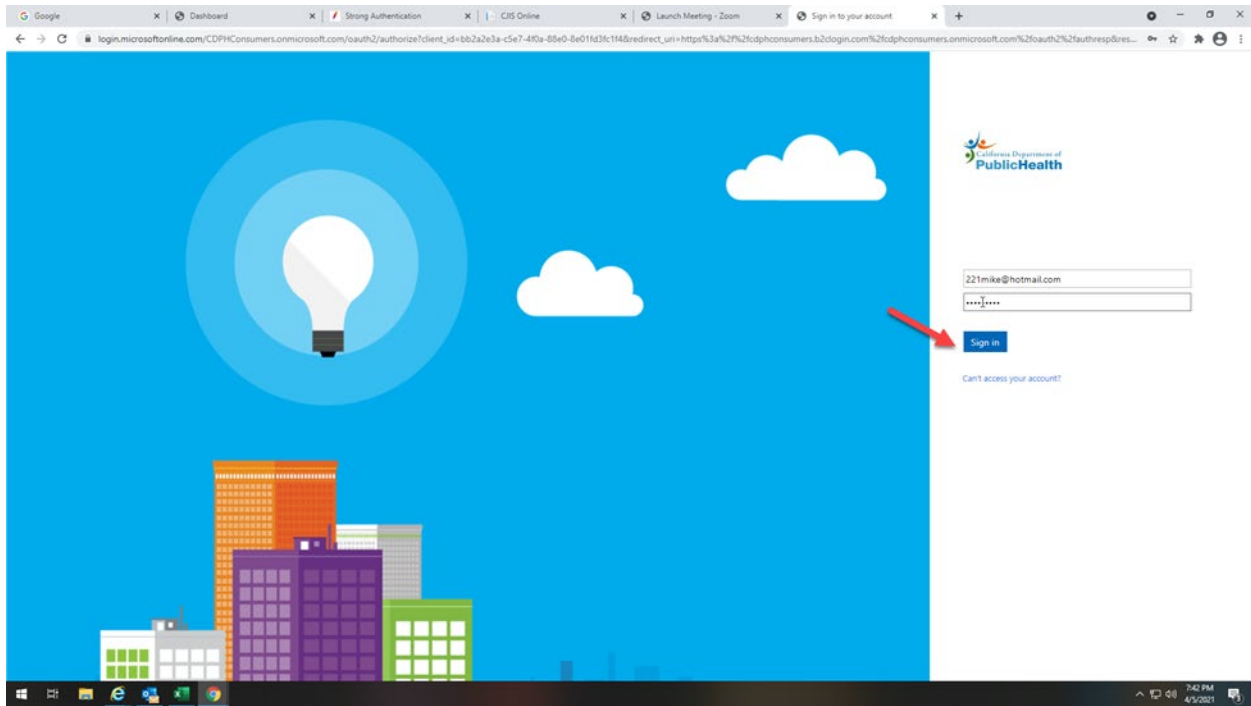 Google
Dashboard
Strong Authentication
CJIS Online
Launch Meeting - Zoom
Sign in to your account
login.microsoftonline.com/CDPHConsumers.onmicrosoft.com/oauth2/authorize?client_id=bb2a2e3a-c5e7-4f0a-88e0-8e01fd3fc1f4&redirect_uri=https%3a%2f%2fcdphconsumers.b2clogin.com%2fcdphconsumers.onmicrosoft.com%2foauth2%2fauthresp&res...
California Department of
PublicHealth
221mike@hotmail.com
Sign in
Can't access your account?
7:42 PM
4/5/2021